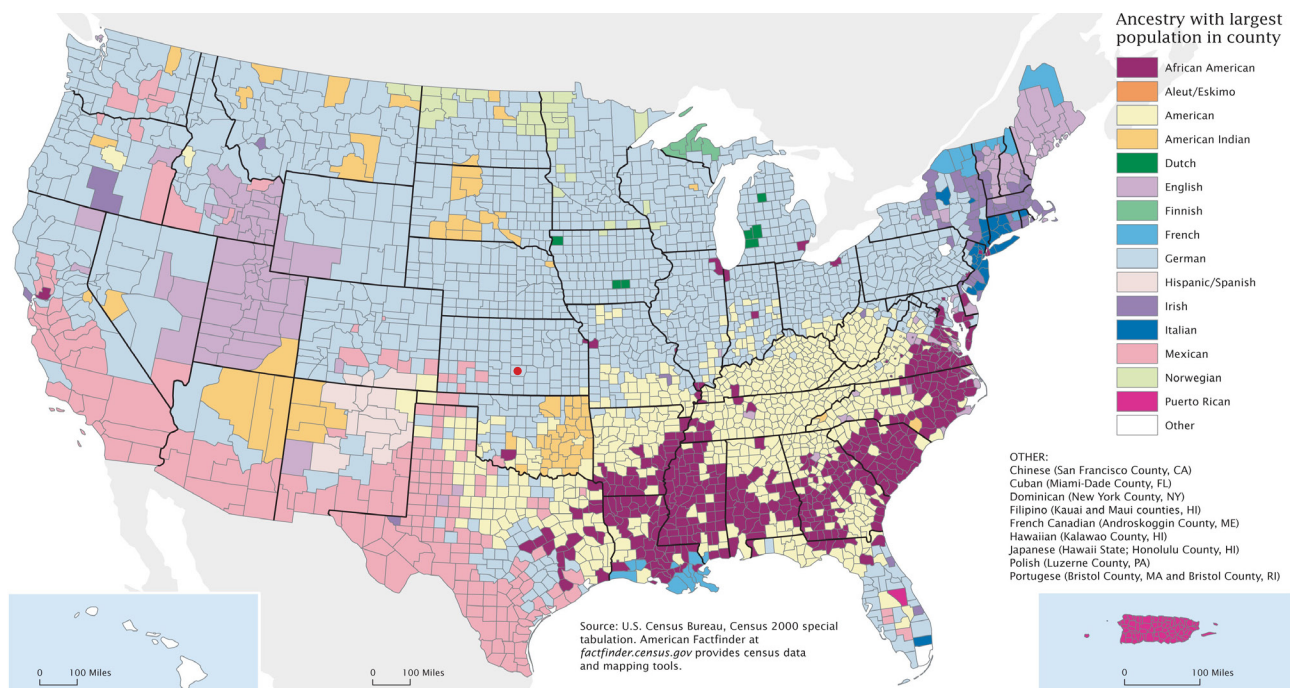 Ancestry with largest
population in county
African American
Aleut/Eskimo
American
American Indian
Dutch
English
Finnish
French
German
Hispanic/Spanish
Irish
Italian
Mexican
Norwegian
Puerto Rican
Other
OTHER:
Chinese (San Francisco County, CA)
Cuban (Miami-Dade County, FL)
Dominican (New York County, NY)
Filipino (Kauai and Maui counties, HI)
French Canadian (Androskoggin County, ME)
Hawaiian (Kalawao County, HI)
Japanese (Hawaii State; Honolulu County, HI)
Polish (Luzerne County, PA)
Portugese (Bristol County, MA and Bristol County, RI)
Source: U.S. Census Bureau, Census 2000 special
tabulation. American Factfinder at
factfinder.census.gov provides census data
and mapping tools.
0 100 Miles
0 100 Miles
0 100 Miles